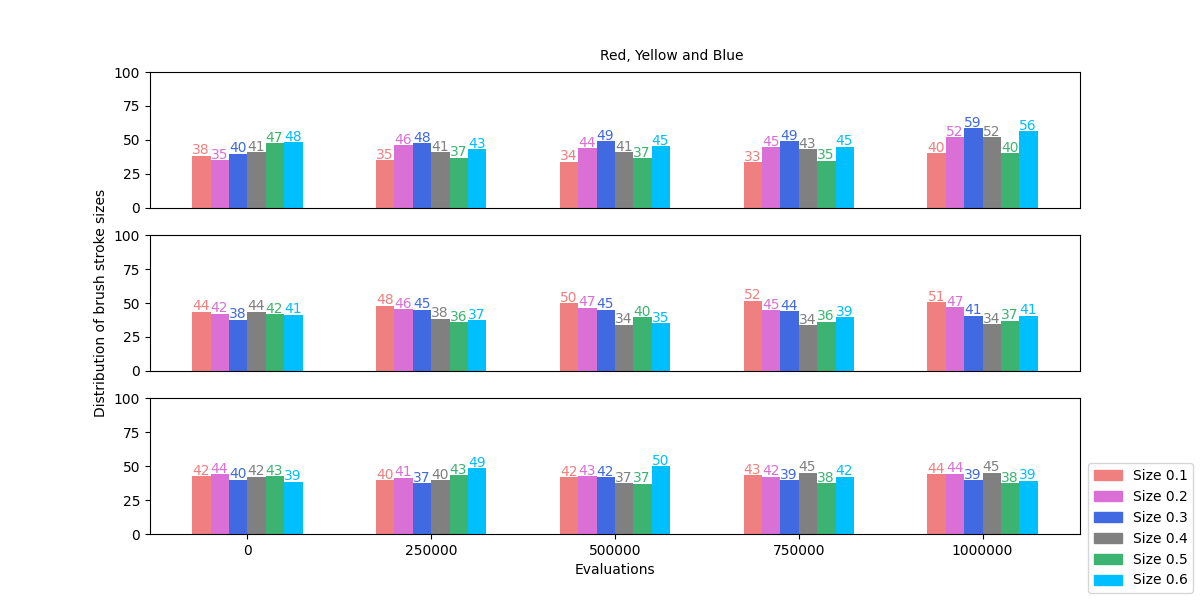 Red, Yellow and Blue
Distribution of brush stroke sizes
100
75
50
25
0
38 35 40 41 47 48
35 46 48 41 37 43
34 44 49 41 37 45
33 45 49 43 35 45
40 52 59 52 40 56
100
75
50
25
0
44 42 38 44 42 41
48 46 45 38 36 37
50 47 45 34 40 35
52 45 44 34 36 39
51 47 41 34 37 41
100
75
50
25
0
42 44 40 42 43 39
40 41 37 40 43 49
42 43 42 37 37 50
43 42 39 45 38 42
44 44 39 45 38 39
0 250000 500000 750000 1000000
Evaluations
Size 0.1
Size 0.2
Size 0.3
Size 0.4
Size 0.5
Size 0.6